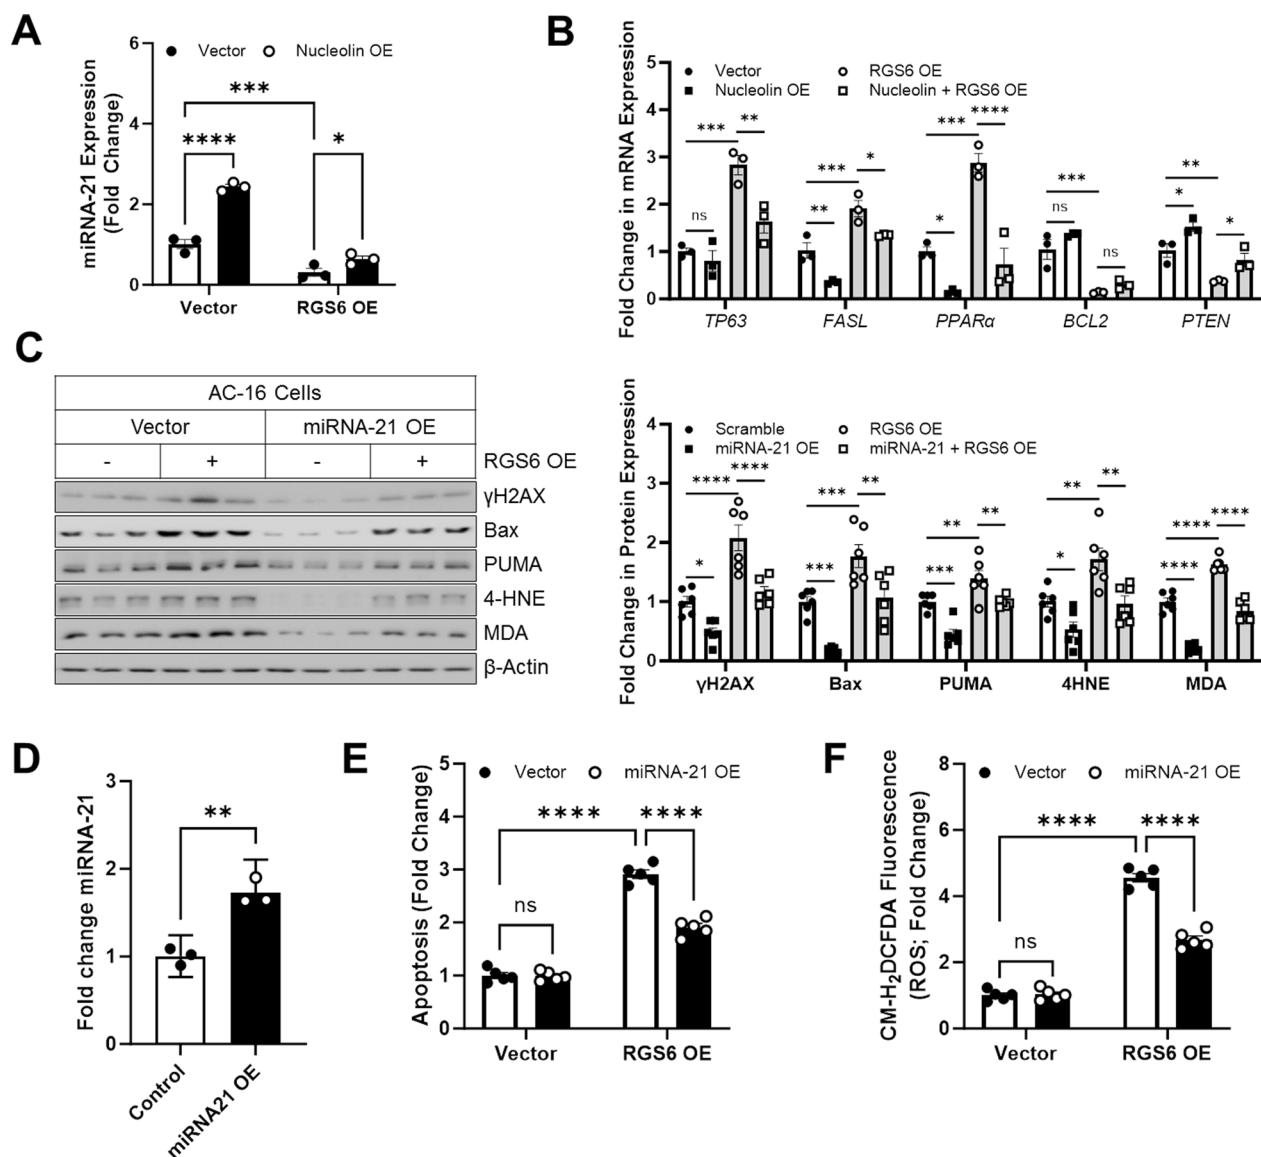 A
miRNA-21 Expression
(Fold Change)
6
4
2
0
Vector
Nucleolin OE
***
****
*
Vector
RGS6 OE
B
Fold Change in mRNA Expression
5
4
3
2
1
0
Vector
RGS6 OE
Nucleolin OE
Nucleolin + RGS6 OE
***
**
ns
***
*
**
***
****
*
***
ns
ns
**
*
*
TP63
FASL
PPARα
BCL2
PTEN
C
AC-16 Cells
Vector
miRNA-21 OE
-
+
-
+
RGS6 OE
γH2AX
Bax
PUMA
4-HNE
MDA
β-Actin
Fold Change in Protein Expression
4
3
2
1
0
Scramble
RGS6 OE
miRNA-21 OE
miRNA-21 + RGS6 OE
****
****
*
***
**
***
**
**
***
**
**
*
****
****
****
γH2AX
Bax
PUMA
4HNE
MDA
D
Fold change miRNA-21
3
2
1
0
**
Control
miRNA21 OE
E
Apoptosis (Fold Change)
5
4
3
2
1
0
Vector
miRNA-21 OE
****
****
ns
Vector
RGS6 OE
F
CM-H₂DCFDA Fluorescence
(ROS; Fold Change)
8
6
4
2
0
Vector
miRNA-21 OE
****
****
ns
Vector
RGS6 OE